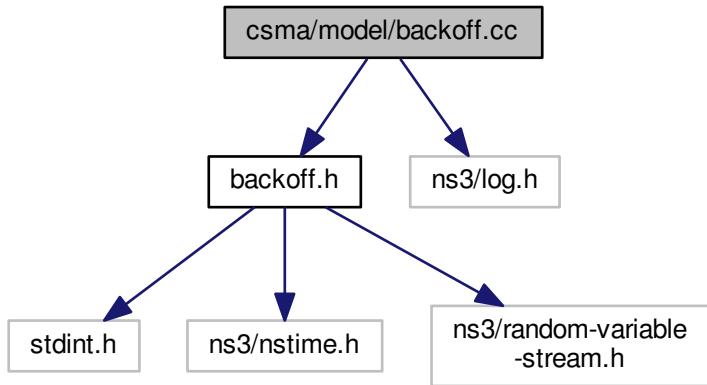 csma/model/backoff.cc
backoff.h
ns3/log.h
stdint.h
ns3/nstime.h
ns3/random-variable
-stream.h